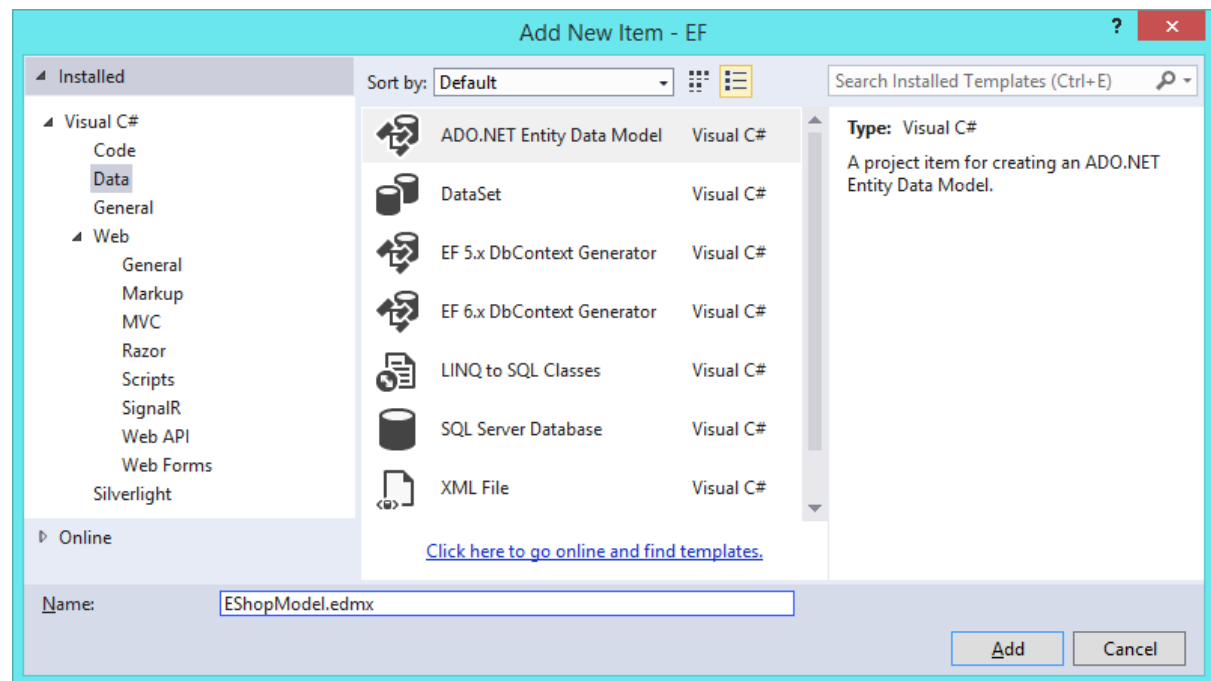 Add New Item - EF
?
Installed
Sort by: Default
Search Installed Templates (Ctrl+E)
Visual C#
Code
Data
General
Web
General
Markup
MVC
Razor
Scripts
SignalR
Web API
Web Forms
Silverlight
Online
ADO.NET Entity Data Model Visual C#
DataSet Visual C#
EF 5.x DbContext Generator Visual C#
EF 6.x DbContext Generator Visual C#
LINQ to SQL Classes Visual C#
SQL Server Database Visual C#
XML File Visual C#
Click here to go online and find templates.
Type: Visual C#
A project item for creating an ADO.NET
Entity Data Model.
Name: EShopModel.edmx
Add Cancel